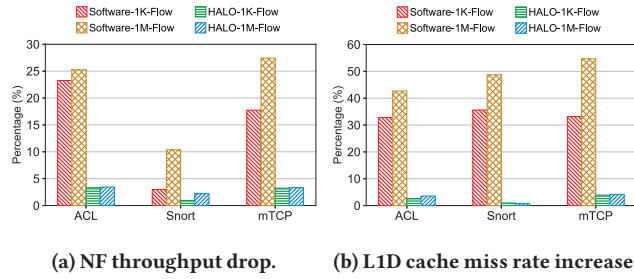 Software-1K-Flow HALO-1K-Flow
Software-1M-Flow HALO-1M-Flow
Percentage (%)
30
25
20
15
10
5
0
ACL Snort mTCP
(a) NF throughput drop.
Software-1K-Flow HALO-1K-Flow
Software-1M-Flow HALO-1M-Flow
Percentage (%)
60
50
40
30
20
10
0
ACL Snort mTCP
(b) L1D cache miss rate increase